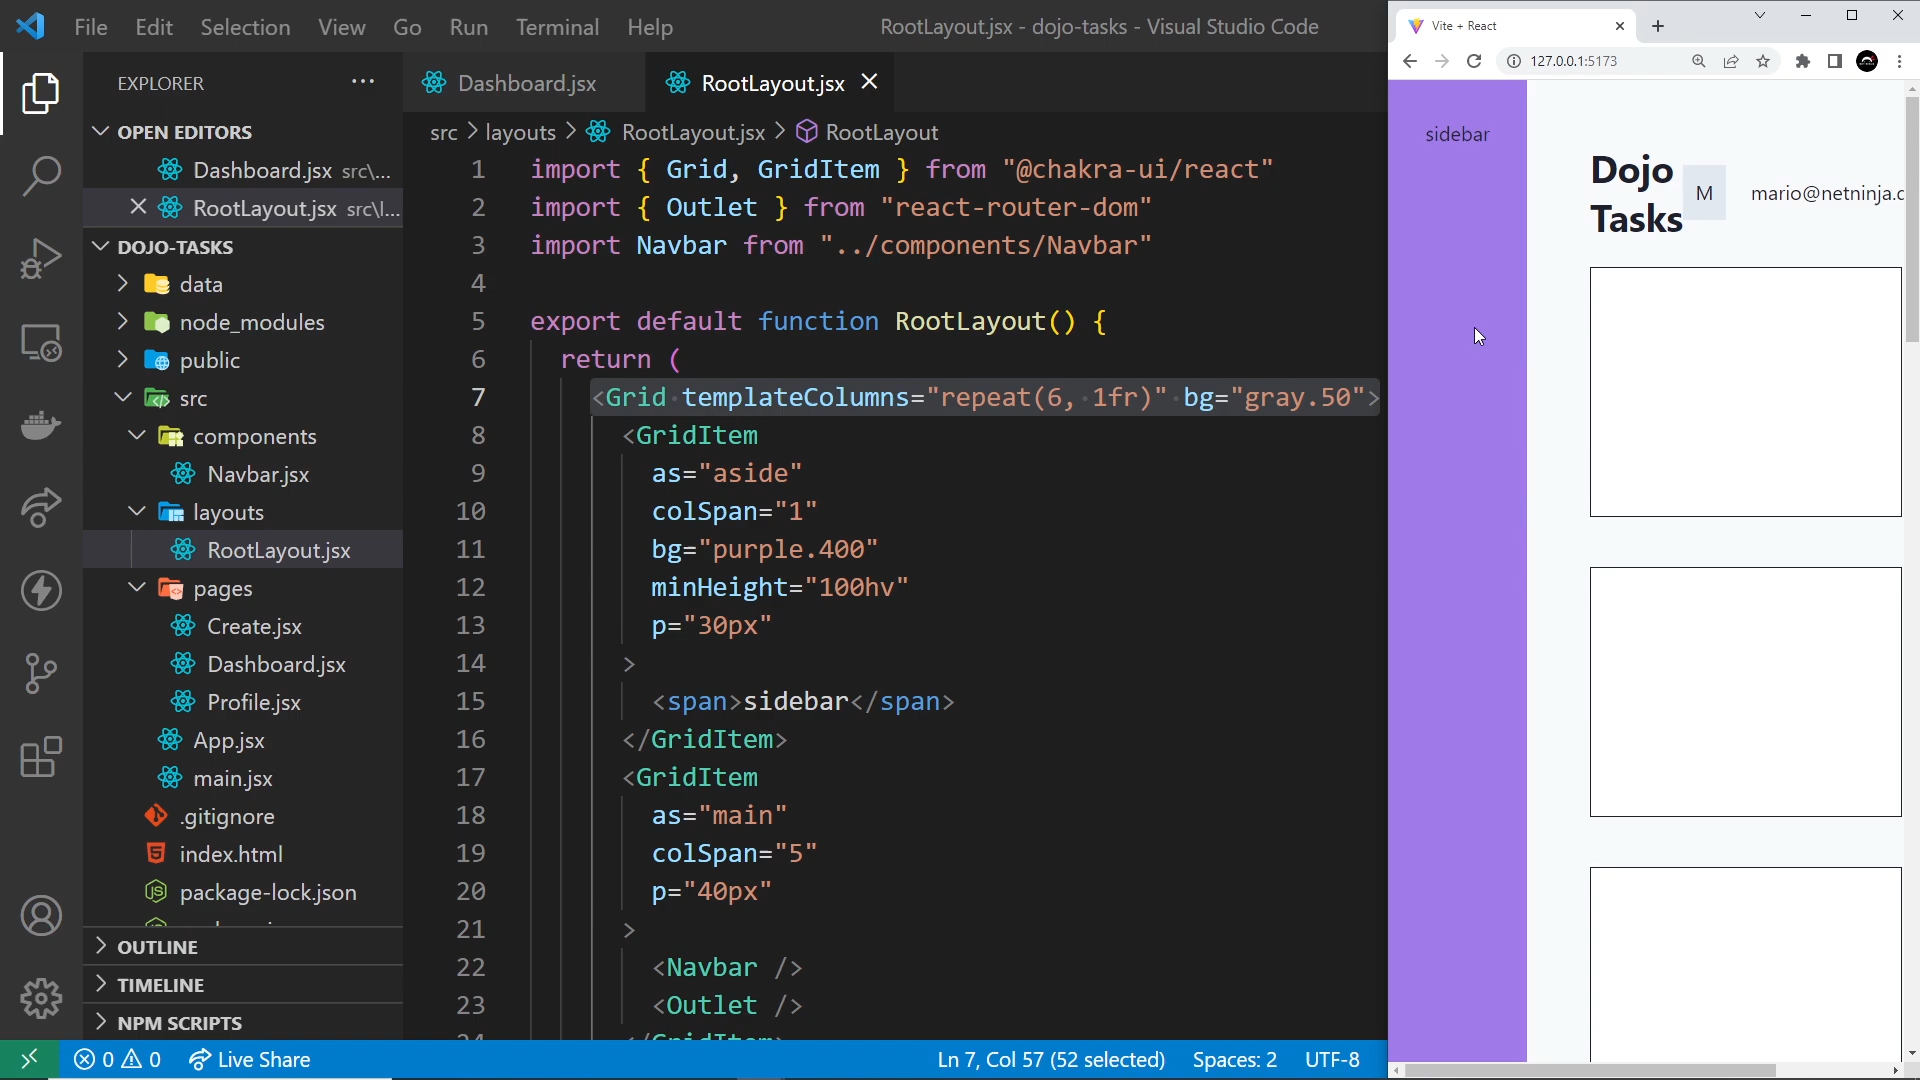 File Edit Selection View Go Run Terminal Help
RootLayout.jsx - dojo-tasks - Visual Studio Code
EXPLORER
OPEN EDITORS
Dashboard.jsx src\...
RootLayout.jsx src\l...
DOJO-TASKS
data
node_modules
public
src
components
Navbar.jsx
layouts
RootLayout.jsx
pages
Create.jsx
Dashboard.jsx
Profile.jsx
App.jsx
main.jsx
.gitignore
index.html
package-lock.json
OUTLINE
TIMELINE
NPM SCRIPTS
Dashboard.jsx
RootLayout.jsx
src > layouts > RootLayout.jsx > RootLayout
1 import { Grid, GridItem } from "@chakra-ui/react"
2 import { Outlet } from "react-router-dom"
3 import Navbar from "../components/Navbar"
4
5 export default function RootLayout() {
6 return (
7 <Grid templateColumns="repeat(6, 1fr)" bg="gray.50">
8 <GridItem
9 as="aside"
10 colSpan="1"
11 bg="purple.400"
12 minHeight="100hv"
13 p="30px"
14 >
15 <span>sidebar</span>
16 </GridItem>
17 <GridItem
18 as="main"
19 colSpan="5"
20 p="40px"
21 >
22 <Navbar />
23 <Outlet />
24 </GridItem>
0 0
Live Share
Ln 7, Col 57 (52 selected)
Spaces: 2
UTF-8
Vite + React
127.0.0.1:5173
sidebar
Dojo
Tasks
M
mario@netninja.c